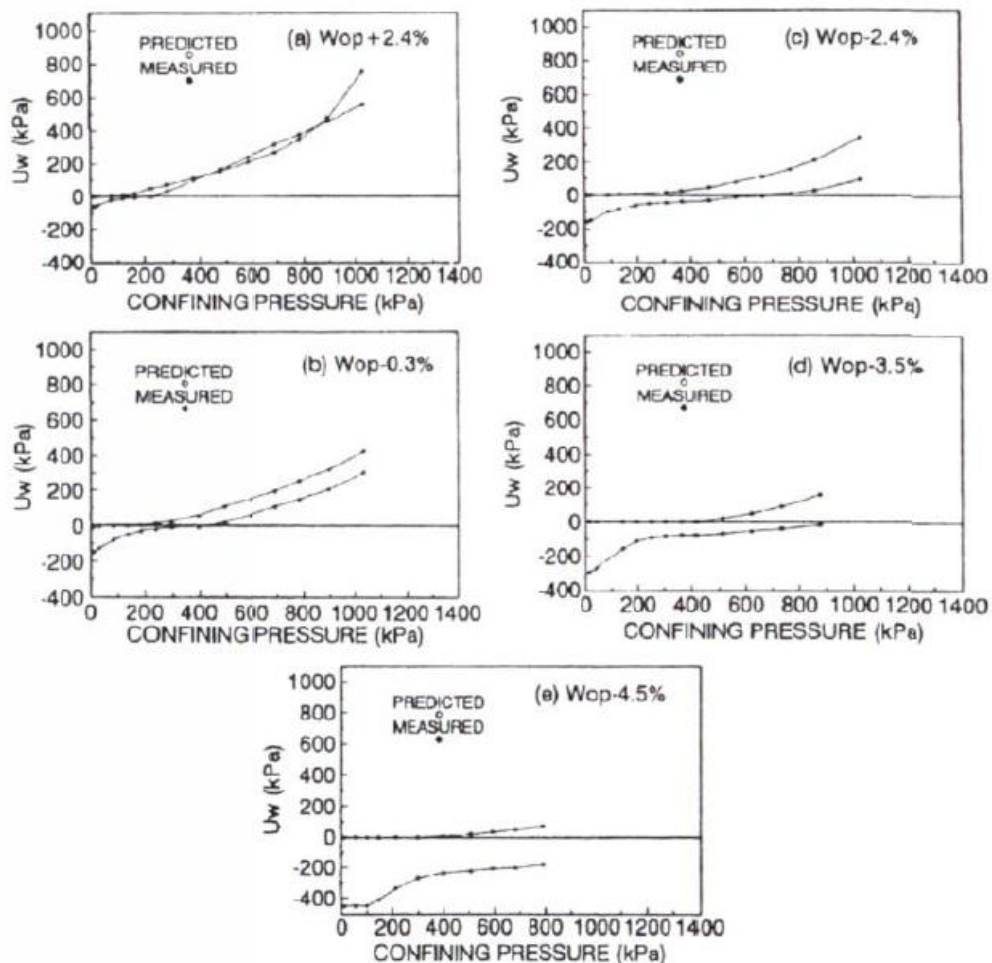 (a) Wop+2.4%
PREDICTED
MEASURED
Uw (kPa)
1000
800
600
400
200
0
-200
-400
0 200 400 600 800 1000 1200 1400
CONFINING PRESSURE (kPa)
(c) Wop-2.4%
PREDICTED
MEASURED
Uw (kPa)
1000
800
600
400
200
0
-200
-400
0 200 400 600 800 1000 1200 1400
CONFINING PRESSURE (kPa)
(b) Wop-0.3%
PREDICTED
MEASURED
Uw (kPa)
1000
800
600
400
200
0
-200
-400
0 200 400 600 800 1000 1200 1400
CONFINING PRESSURE (kPa)
(d) Wop-3.5%
PREDICTED
MEASURED
Uw (kPa)
1000
800
600
400
200
0
-200
-400
0 200 400 600 800 1000 1200 1400
CONFINING PRESSURE (kPa)
(e) Wop-4.5%
PREDICTED
MEASURED
Uw (kPa)
1000
800
600
400
200
0
-200
-400
0 200 400 600 800 1000 1200 1400
CONFINING PRESSURE (kPa)